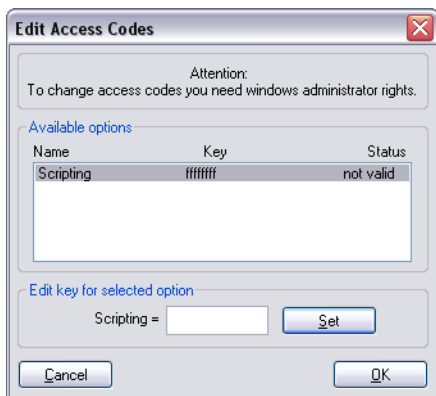 Edit Access Codes
Attention:
To change access codes you need windows administrator rights.
Available options
Name Key Status
Scripting ffffffff not valid
Edit key for selected option
Scripting = Set
Cancel OK